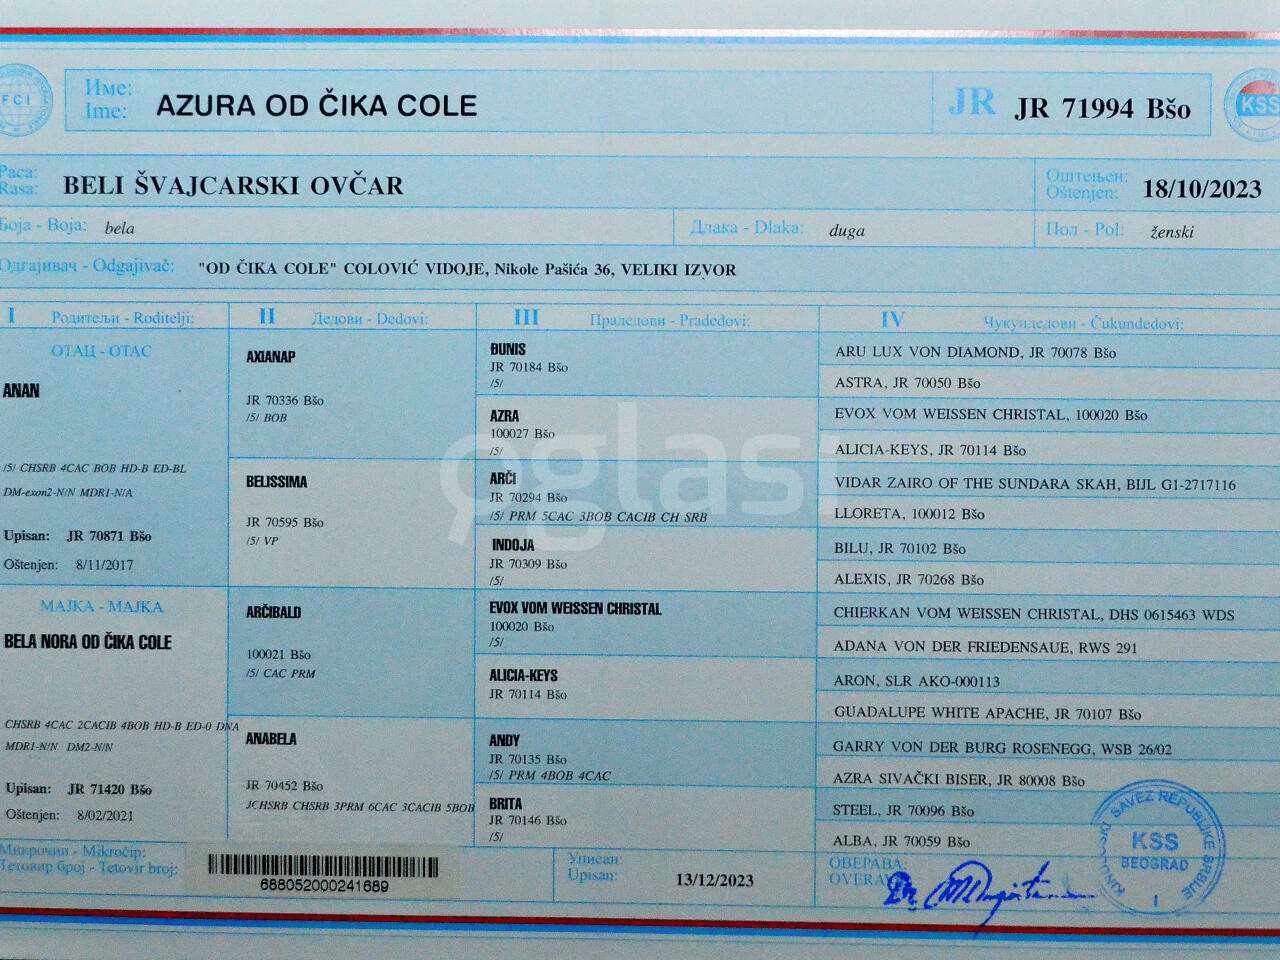 FCI
Име:
Ime:
AZURA OD ČIKA COLE
JR
JR 71994 Bšo
KSS
Раса:
Rasa:
BELI ŠVAJCARSKI OVČAR
Оштењен:
Oštenjen:
18/10/2023
Боја - Boja:
bela
Длака - Dlaka:
duga
Пол - Pol:
ženski
Одгајивач - Odgajivač:
"OD ČIKA COLE" COLOVIĆ VIDOJE, Nikole Pašića 36, VELIKI IZVOR
I Родитељи - Roditelji:
II Дедови - Dedovi:
III Прадедови - Pradedovi:
IV Чукундедови - Čukundedovi:
ОТАЦ - OTAC
ANAN
/5/ CHSRB 4CAC BOB HD-B ED-BL
DM-exon2-N/N MDR1-N/A
Upisan: JR 70871 Bšo
Oštenjen: 8/11/2017
МАЈКА - MAJKA
BELA NORA OD ČIKA COLE
CHSRB 4CAC 2CACIB 4BOB HD-B ED-0 DNA
MDR1-N/N DM2-N/N
Upisan: JR 71420 Bšo
Oštenjen: 8/02/2021
AXIANAP
JR 70336 Bšo
/5/ BOB
BELISSIMA
JR 70595 Bšo
/5/ VP
ARČIBALD
100021 Bšo
/5/ CAC PRM
ANABELA
JR 70452 Bšo
JCHSRB CHSRB 3PRM 6CAC 3CACIB 5BOB
ĐUNIS
JR 70184 Bšo
/5/
AZRA
100027 Bšo
/5/
ARČI
JR 70294 Bšo
/5/ PRM 5CAC 3BOB CACIB CH SRB
INDOJA
JR 70309 Bšo
/5/
EVOX VOM WEISSEN CHRISTAL
100020 Bšo
/5/
ALICIA-KEYS
JR 70114 Bšo
ANDY
JR 70135 Bšo
/5/ PRM 4BOB 4CAC
BRITA
JR 70146 Bšo
/5/
ARU LUX VON DIAMOND, JR 70078 Bšo
ASTRA, JR 70050 Bšo
EVOX VOM WEISSEN CHRISTAL, 100020 Bšo
ALICIA-KEYS, JR 70114 Bšo
VIDAR ZAIRO OF THE SUNDARA SKAH, BIJL G1-2717116
LLORETA, 100012 Bšo
BILU, JR 70102 Bšo
ALEXIS, JR 70268 Bšo
CHIERKAN VOM WEISSEN CHRISTAL, DHS 0615463 WDS
ADANA VON DER FRIEDENSAUE, RWS 291
ARON, SLR AKO-000113
GUADALUPE WHITE APACHE, JR 70107 Bšo
GARRY VON DER BURG ROSENEGG, WSB 26/02
AZRA SIVAČKI BISER, JR 80008 Bšo
STEEL, JR 70096 Bšo
ALBA, JR 70059 Bšo
oglasi
Микрочип - Mikročip:
Тетовир број - Tetovir broj:
688052000241689
Уписан:
Upisan:
13/12/2023
ОВЕРАВА:
OVERAVA
KINOLOŠKI SAVEZ REPUBLIKE SRBIJE
KSS
BEOGRAD
I